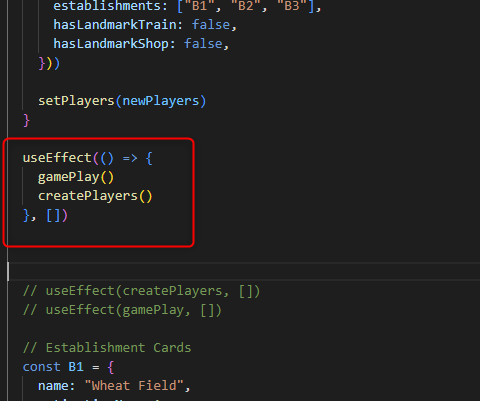 establishments: ["B1", "B2", "B3"],
hasLandmarkTrain: false,
hasLandmarkShop: false,
}))
setPlayers(newPlayers)
}
useEffect(() => {
gamePlay()
createPlayers()
}, [])
// useEffect(createPlayers, [])
// useEffect(gamePlay, [])
// Establishment Cards
const B1 = {
name: "Wheat Field",